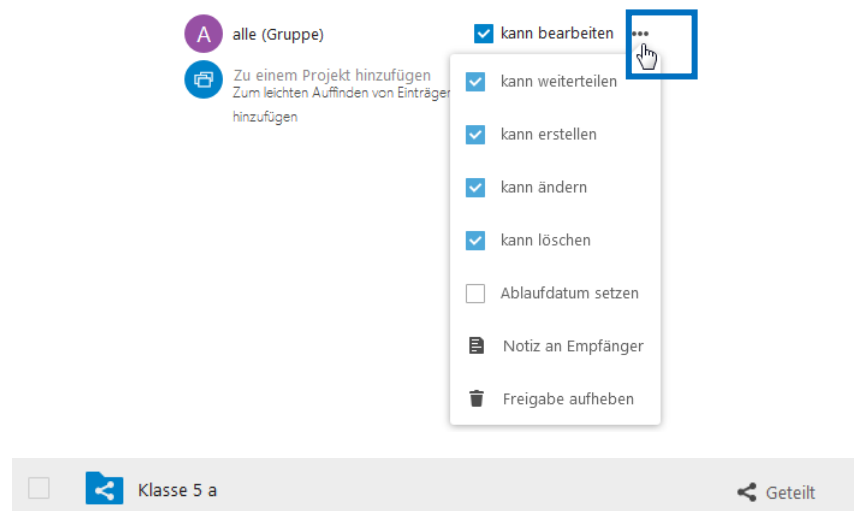 A alle (Gruppe) kann bearbeiten
Zu einem Projekt hinzufügen
Zum leichten Auffinden von Einträgen
hinzufügen
kann weiterteilen
kann erstellen
kann ändern
kann löschen
Ablaufdatum setzen
Notiz an Empfänger
Freigabe aufheben
Klasse 5 a Geteilt